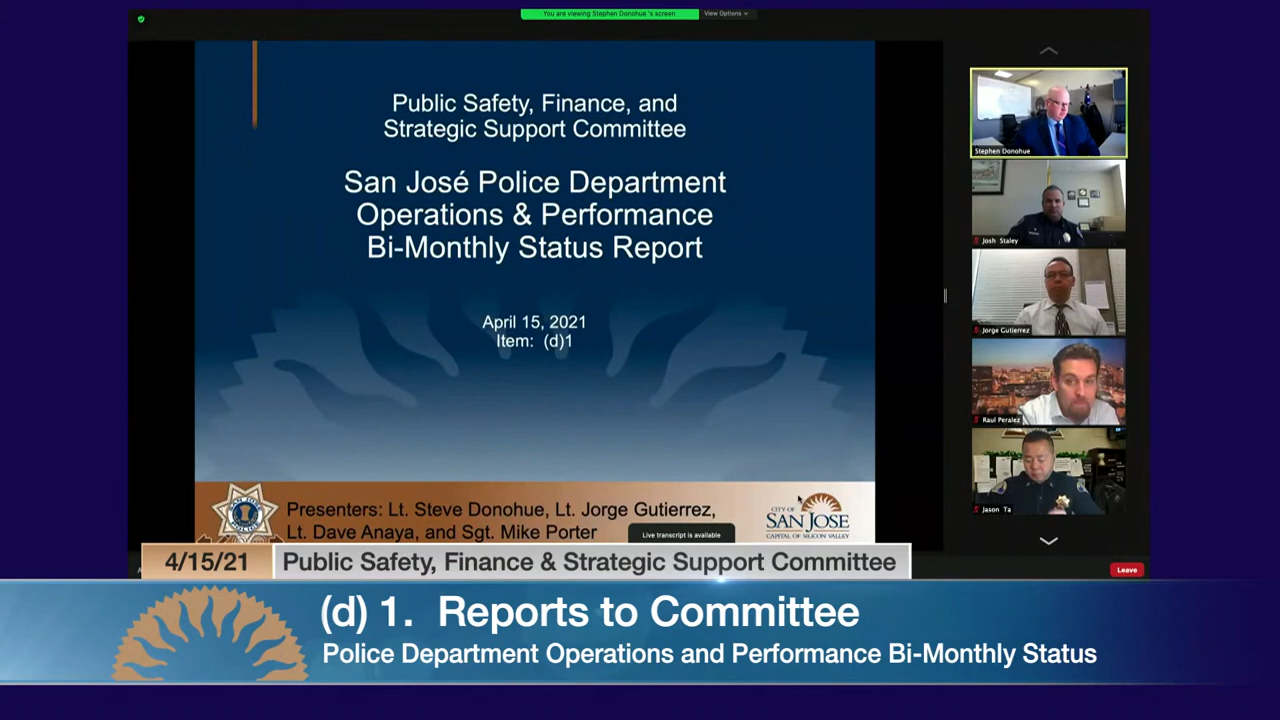 You are viewing Stephen Donohue 's screen
View Options
Public Safety, Finance, and
Strategic Support Committee
San José Police Department
Operations & Performance
Bi-Monthly Status Report
April 15, 2021
Item: (d)1
Presenters: Lt. Steve Donohue, Lt. Jorge Gutierrez,
Lt. Dave Anaya, and Sgt. Mike Porter
Live transcript is available
SAN JOSE
POLICE
CITY OF
SAN JOSE
CAPITAL OF SILICON VALLEY
Stephen Donohue
Josh Staley
Jorge Gutierrez
Raul Peralez
Jason Ta
Leave
4/15/21
Public Safety, Finance & Strategic Support Committee
(d) 1. Reports to Committee
Police Department Operations and Performance Bi-Monthly Status